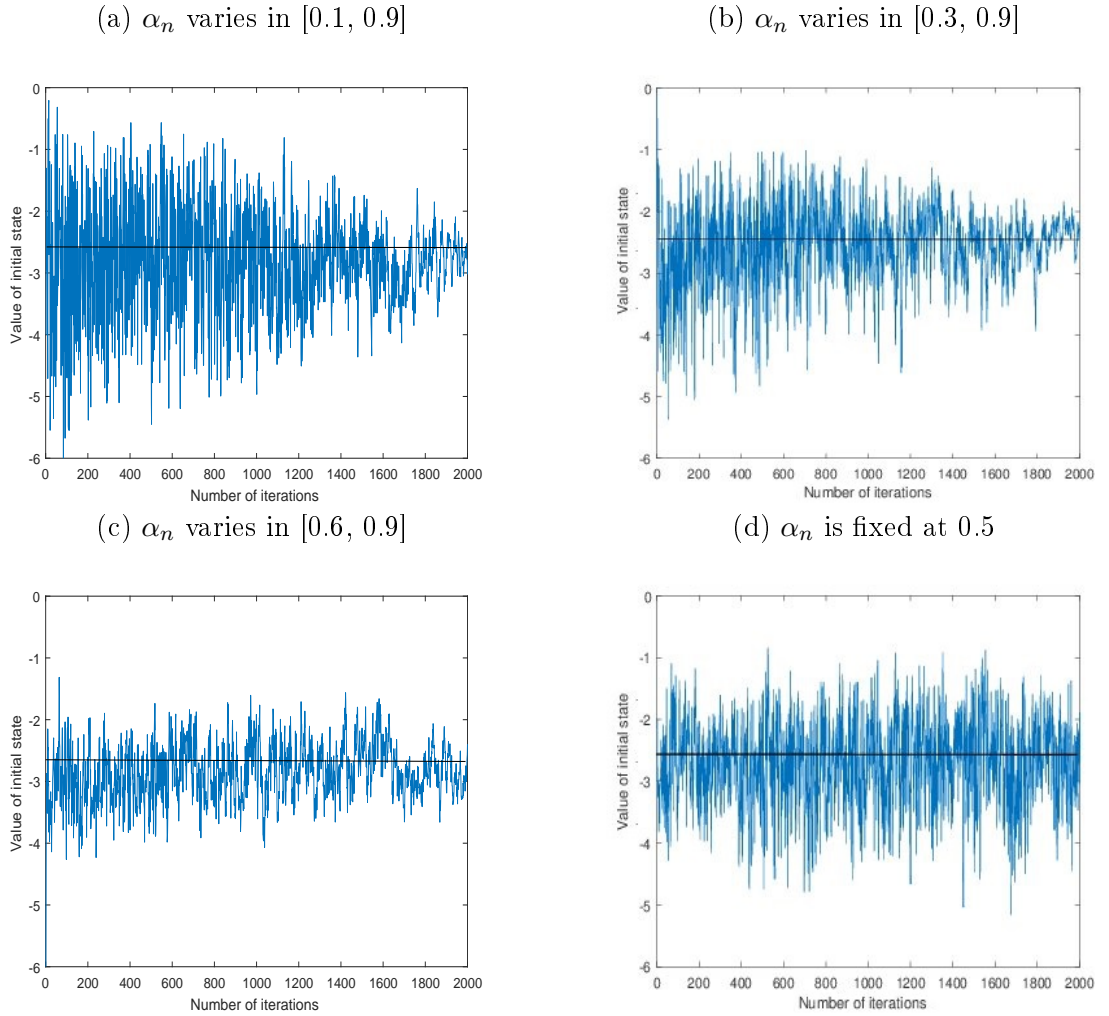 (a) αn varies in [0.1, 0.9]
0
-1
-2
-3
-4
-5
-6
Value of initial state
200 400 600 800 1000 1200 1400 1600 1800 2000
Number of iterations
(b) αn varies in [0.3, 0.9]
0
-1
-2
-3
-4
-5
-6
Value of initial state
0 200 400 600 800 1000 1200 1400 1600 1800 2000
Number of iterations
(c) αn varies in [0.6, 0.9]
0
-1
-2
-3
-4
-5
-6
Value of initial state
200 400 600 800 1000 1200 1400 1600 1800 2000
Number of iterations
(d) αn is fixed at 0.5
0
-1
-2
-3
-4
-5
-6
Value of initial state
0 200 400 600 800 1000 1200 1400 1600 1800 2000
Number of iterations